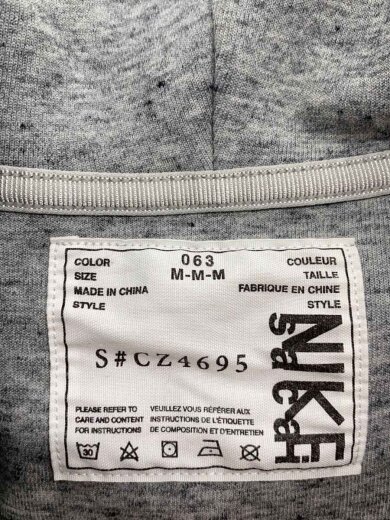 COLOR 063 COULEUR
SIZE M-M-M TAILLE
MADE IN CHINA FABRIQUE EN CHINE
STYLE STYLE
S#CZ4695
NIKE
sacai
PLEASE REFER TO VEUILLEZ VOUS RÉFÉRER AUX
CARE AND CONTENT INSTRUCTIONS DE L'ÉTIQUETTE
FOR INSTRUCTIONS DE COMPOSITION ET D'ENTRETIEN
30